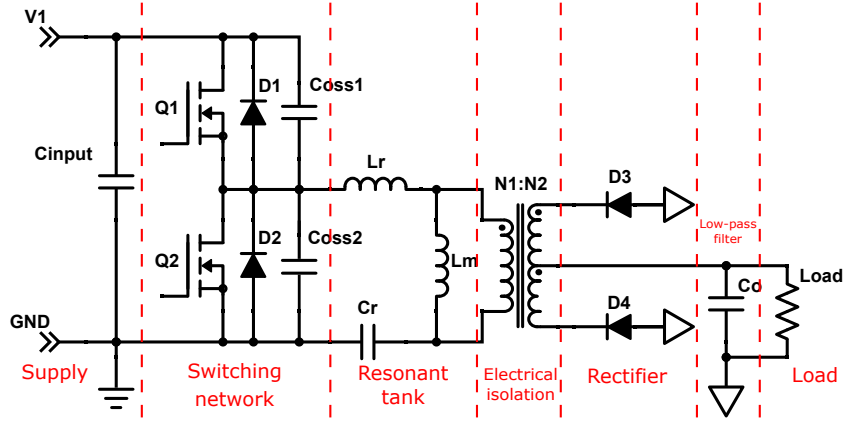 V1
D1
Coss1
Q1
Cinput
Lr
N1:N2
D3
Low-pass
filter
D2
Coss2
Q2
Lm
Co
Load
GND
Cr
D4
Supply
Switching
network
Resonant
tank
Electrical
isolation
Rectifier
Load